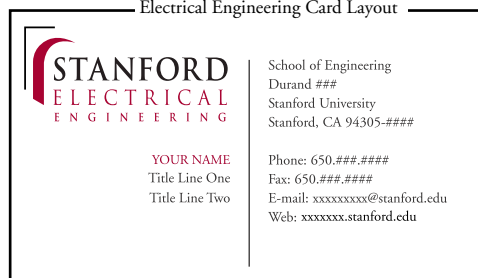 Electrical Engineering Card Layout
STANFORD
ELECTRICAL
ENGINEERING
YOUR NAME
Title Line One
Title Line Two
School of Engineering
Durand ###
Stanford University
Stanford, CA 94305-####
Phone: 650.###.####
Fax: 650.###.####
E-mail: xxxxxxxxx@stanford.edu
Web: xxxxxxx.stanford.edu